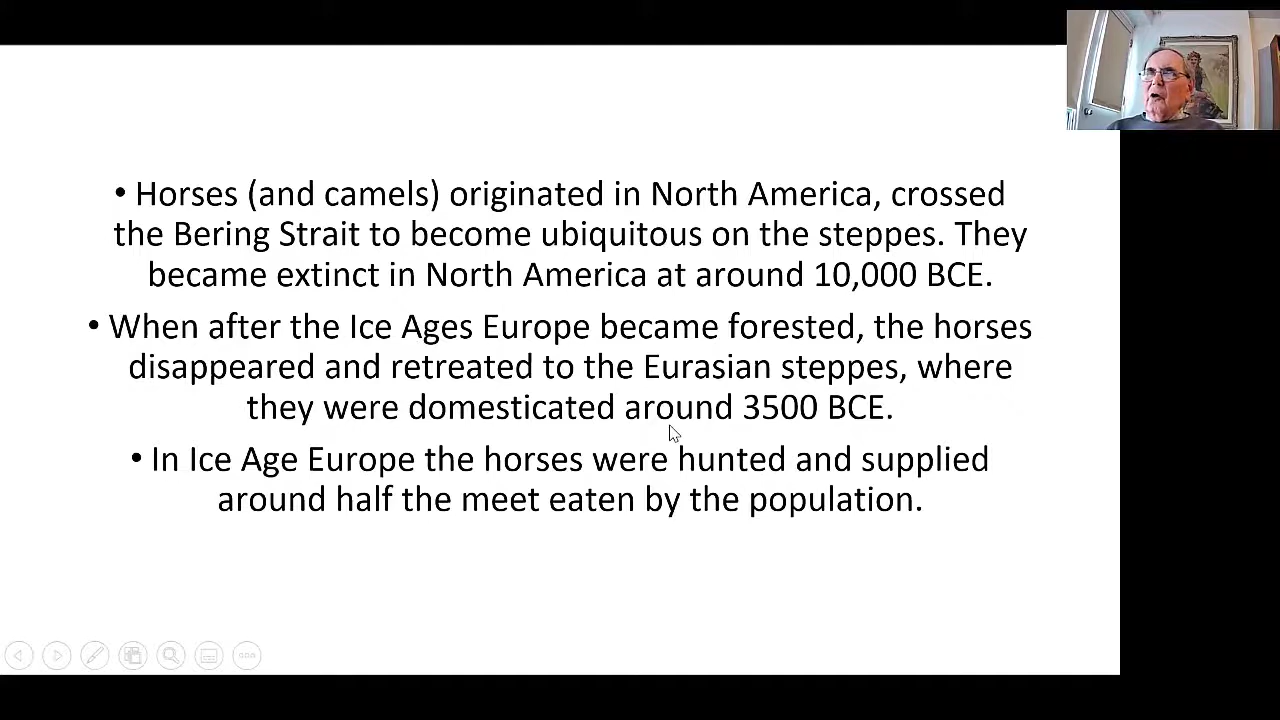 • Horses (and camels) originated in North America, crossed
the Bering Strait to become ubiquitous on the steppes. They
became extinct in North America at around 10,000 BCE.
• When after the Ice Ages Europe became forested, the horses
disappeared and retreated to the Eurasian steppes, where
they were domesticated around 3500 BCE.
• In Ice Age Europe the horses were hunted and supplied
around half the meet eaten by the population.